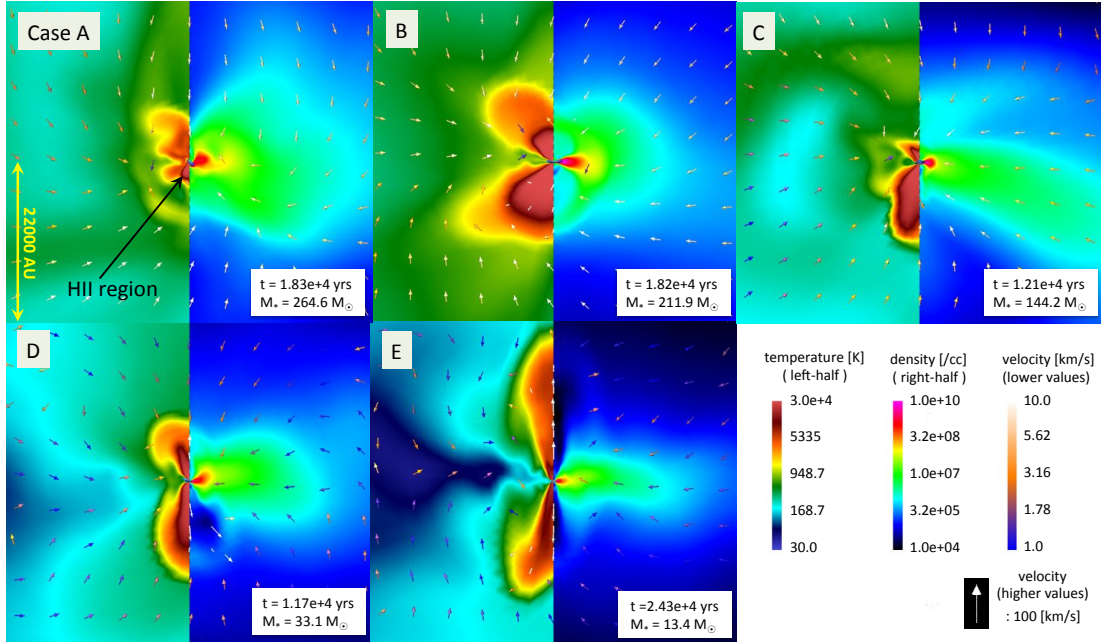 Case A
B
C
22000 AU
HII region
t = 1.83e+4 yrs
M* = 264.6 M☉
t = 1.82e+4 yrs
M* = 211.9 M☉
t = 1.21e+4 yrs
M* = 144.2 M☉
D
E
t = 1.17e+4 yrs
M* = 33.1 M☉
t =2.43e+4 yrs
M* = 13.4 M☉
temperature [K]
( left-half )
3.0e+4
5335
948.7
168.7
30.0
density [/cc]
( right-half )
1.0e+10
3.2e+08
1.0e+07
3.2e+05
1.0e+04
velocity [km/s]
(lower values)
10.0
5.62
3.16
1.78
1.0
velocity
(higher values)
: 100 [km/s]